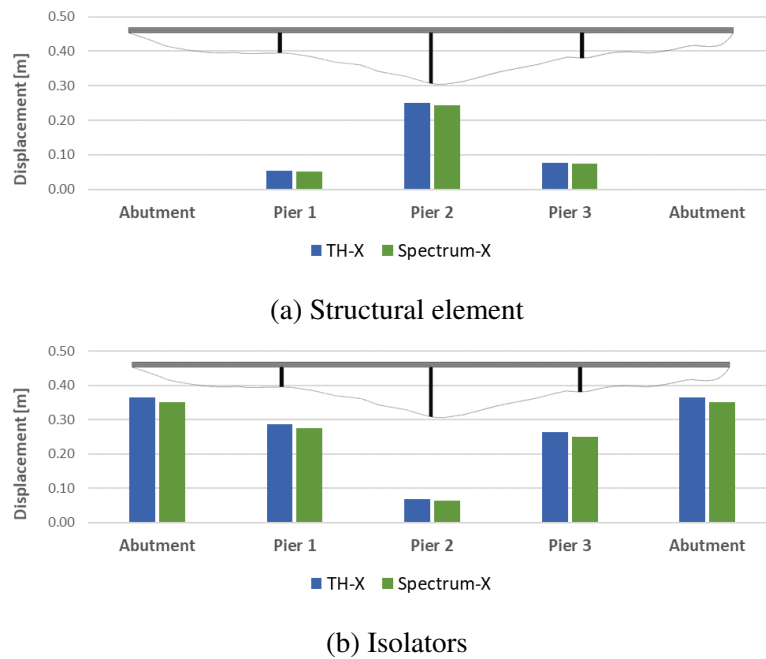 0.50
0.40
0.30
0.20
0.10
0.00
Displacement [m]
Abutment Pier 1 Pier 2 Pier 3 Abutment
TH-X Spectrum-X
(a) Structural element
0.50
0.40
0.30
0.20
0.10
0.00
Displacement [m]
Abutment Pier 1 Pier 2 Pier 3 Abutment
TH-X Spectrum-X
(b) Isolators